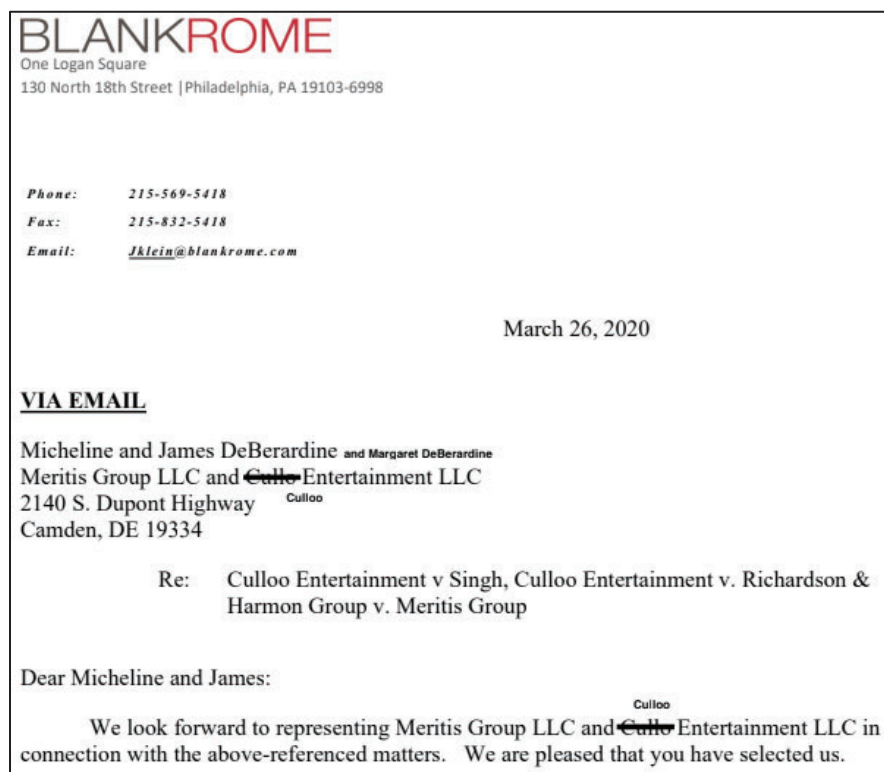 BLANKROME
One Logan Square
130 North 18th Street |Philadelphia, PA 19103-6998
Phone: 215-569-5418
Fax: 215-832-5418
Email: Jklein@blankrome.com
March 26, 2020
VIA EMAIL
Micheline and James DeBerardine and Margaret DeBerardine
Meritis Group LLC and Cullo Entertainment LLC
2140 S. Dupont Highway Culloo
Camden, DE 19334
Re: Culloo Entertainment v Singh, Culloo Entertainment v. Richardson &
Harmon Group v. Meritis Group
Dear Micheline and James:
Culloo
We look forward to representing Meritis Group LLC and Cullo Entertainment LLC in
connection with the above-referenced matters. We are pleased that you have selected us.